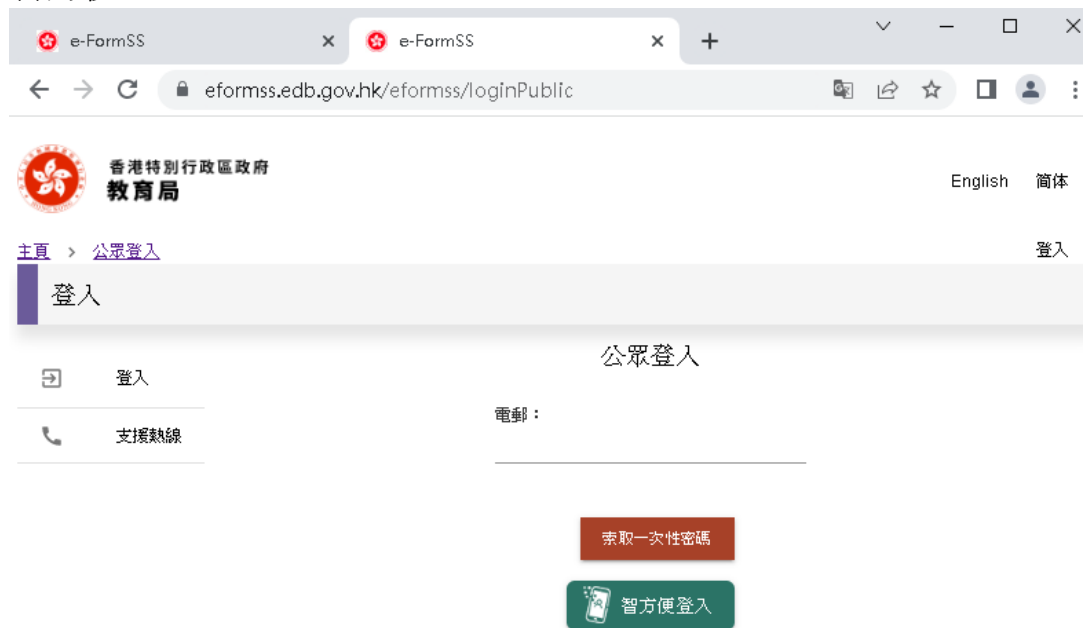 e-FormSS
e-FormSS
eformss.edb.gov.hk/eformss/loginPublic
香港特別行政區政府
教育局
English 简体
主頁 > 公眾登入
登入
登入
公眾登入
登入
電郵：
支援熱線
索取一次性密碼
智方便登入